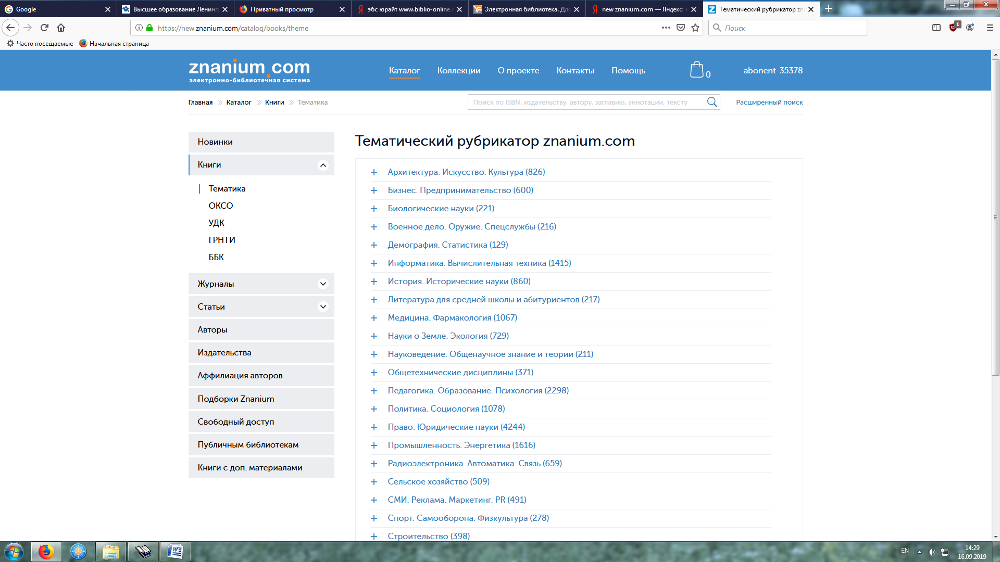 Google
Высшее образование Ленинг
Приватный просмотр
эбс юрайт www.biblio-online.r
Электронная библиотека. Для
new znanium.com — Яндекс: н
Тематический рубрикатор zn
https://new.znanium.com/catalog/books/theme
Поиск
1
Часто посещаемые
Начальная страница
znanium.com
электронно-библиотечная система
Каталог
Коллекции
О проекте
Контакты
Помощь
0
abonent-35378
Главная
Каталог
Книги
Тематика
Поиск по ISBN, издательству, автору, заглавию, аннотации, тексту
Расширенный поиск
Новинки
Книги
Тематика
ОКСО
УДК
ГРНТИ
ББК
Журналы
Статьи
Авторы
Издательства
Аффилиация авторов
Подборки Znanium
Свободный доступ
Публичным библиотекам
Книги с доп. материалами
Тематический рубрикатор znanium.com
+ Архитектура. Искусство. Культура (826)
+ Бизнес. Предпринимательство (600)
+ Биологические науки (221)
+ Военное дело. Оружие. Спецслужбы (216)
+ Демография. Статистика (129)
+ Информатика. Вычислительная техника (1415)
+ История. Исторические науки (860)
+ Литература для средней школы и абитуриентов (217)
+ Медицина. Фармакология (1067)
+ Науки о Земле. Экология (729)
+ Науковедение. Общенаучное знание и теории (211)
+ Общетехнические дисциплины (371)
+ Педагогика. Образование. Психология (2298)
+ Политика. Социология (1078)
+ Право. Юридические науки (4244)
+ Промышленность. Энергетика (1616)
+ Радиоэлектроника. Автоматика. Связь (659)
+ Сельское хозяйство (509)
+ СМИ. Реклама. Маркетинг. PR (491)
+ Спорт. Самооборона. Физкультура (278)
+ Строительство (398)
EN
14:29
16.09.2019